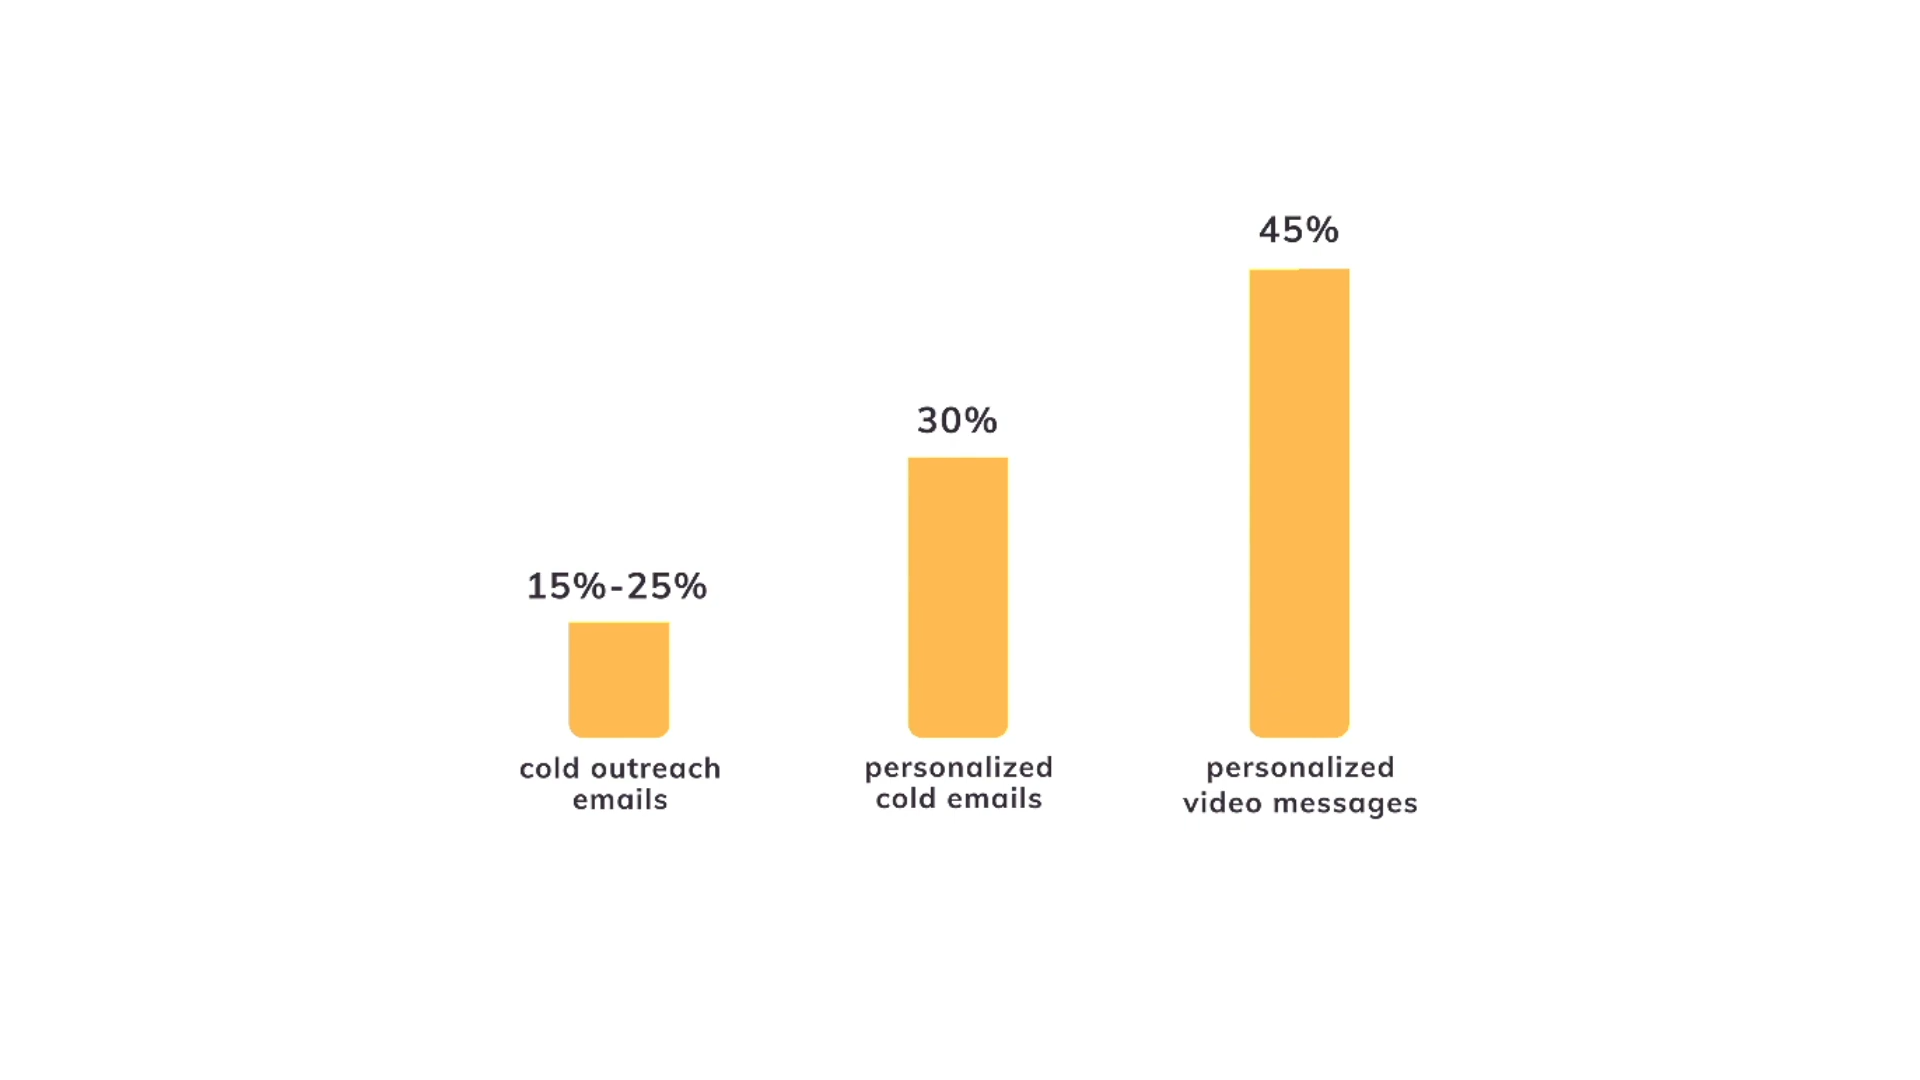 45%
30%
15%-25%
cold outreach
emails
personalized
cold emails
personalized
video messages